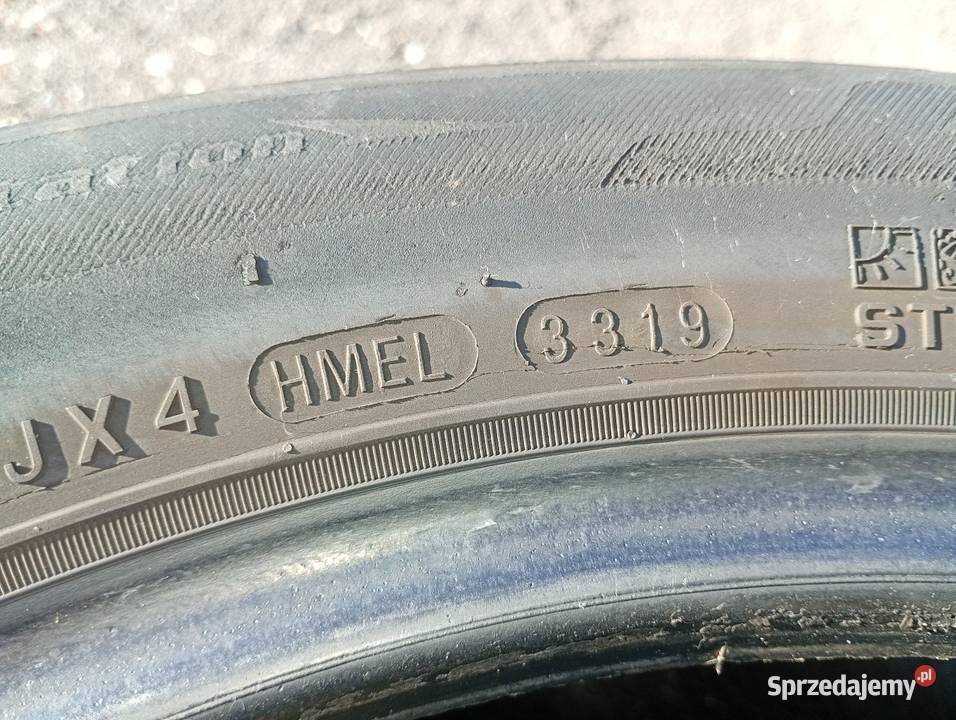 JX4 HMEL 3319
ST
Sprzedajemy.pl